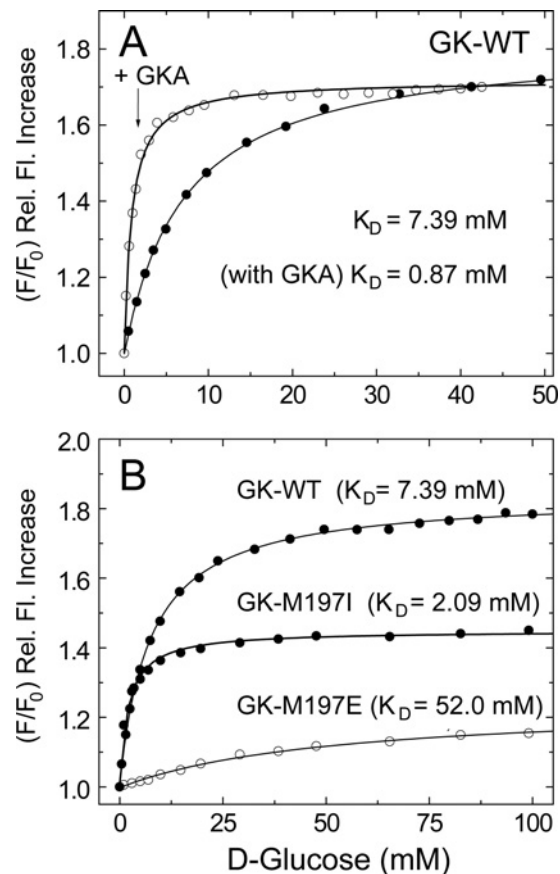 A
GK-WT
+ GKA
K_D = 7.39 mM
(with GKA) K_D = 0.87 mM
(F/F₀) Rel. Fl. Increase
1.8
1.6
1.4
1.2
1.0
0 10 20 30 40 50
B
GK-WT (K_D = 7.39 mM)
GK-M197I (K_D = 2.09 mM)
GK-M197E (K_D = 52.0 mM)
(F/F₀) Rel. Fl. Increase
2.0
1.8
1.6
1.4
1.2
1.0
0 25 50 75 100
D-Glucose (mM)